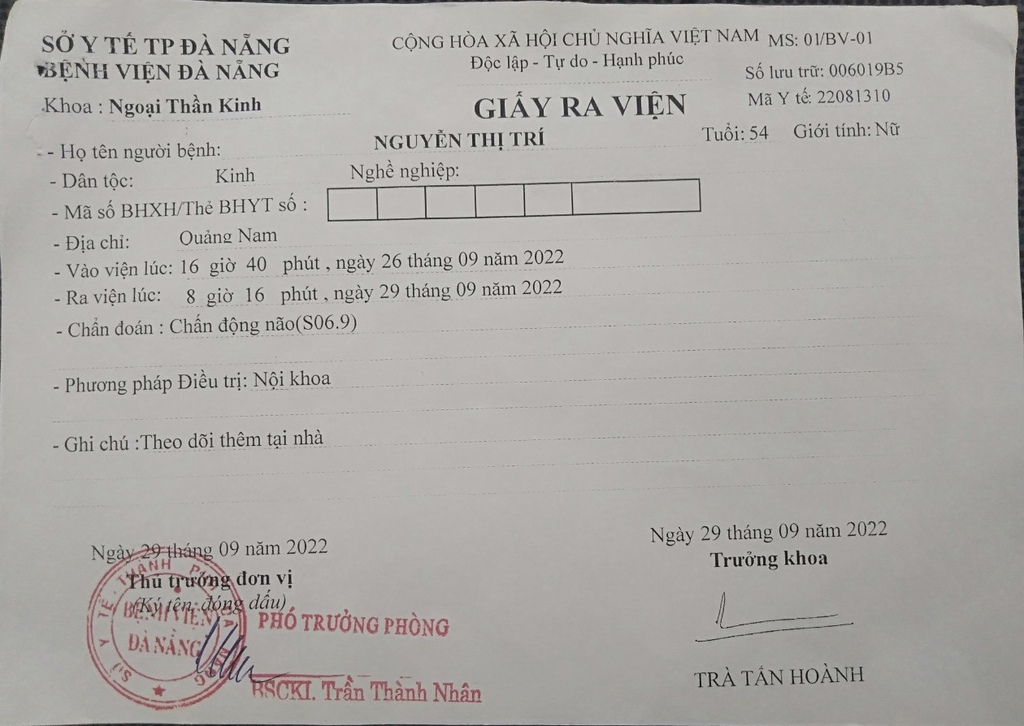 SỞ Y TẾ TP ĐÀ NẴNG
CỘNG HÒA XÃ HỘI CHỦ NGHĨA VIỆT NAM MS: 01/BV-01
BỆNH VIỆN ĐÀ NẴNG
Độc lập - Tự do - Hạnh phúc
Số lưu trữ: 006019B5
Khoa : Ngoại Thần Kinh
GIẤY RA VIỆN
Mã Y tế: 22081310
- Họ tên người bệnh: NGUYỄN THỊ TRÍ Tuổi: 54 Giới tính: Nữ
- Dân tộc: Kinh Nghề nghiệp:
- Mã số BHXH/Thẻ BHYT số :
- Địa chỉ: Quảng Nam
- Vào viện lúc: 16 giờ 40 phút , ngày 26 tháng 09 năm 2022
- Ra viện lúc: 8 giờ 16 phút , ngày 29 tháng 09 năm 2022
- Chẩn đoán : Chấn động não(S06.9)
- Phương pháp Điều trị: Nội khoa
- Ghi chú :Theo dõi thêm tại nhà
Ngày 29 tháng 09 năm 2022
Thủ trưởng đơn vị
(Ký tên, đóng dấu)
BỆNH VIỆN
ĐÀ NẴNG
PHÓ TRƯỞNG PHÒNG
BSCKI. Trần Thành Nhân
Ngày 29 tháng 09 năm 2022
Trưởng khoa
TRÀ TẤN HOÀNH